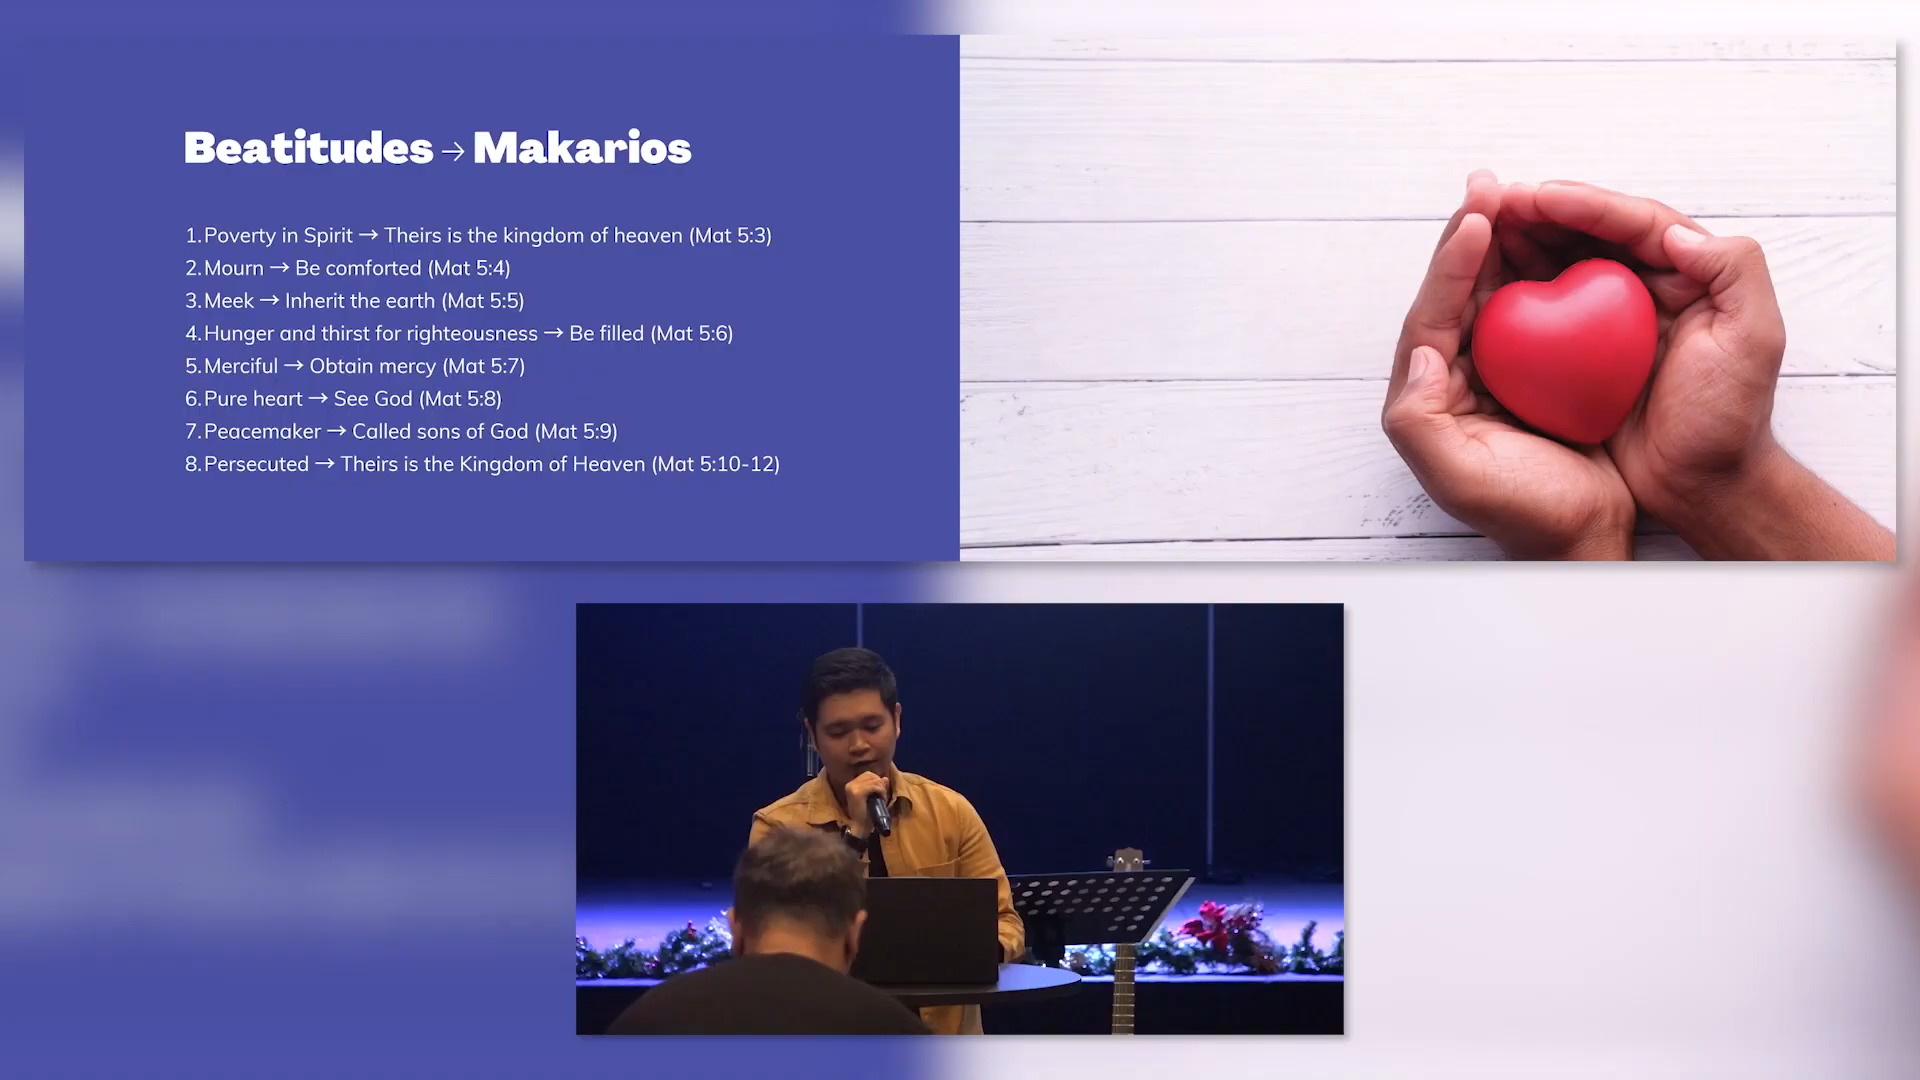 Beatitudes → Makarios
1. Poverty in Spirit → Theirs is the kingdom of heaven (Mat 5:3)
2. Mourn → Be comforted (Mat 5:4)
3. Meek → Inherit the earth (Mat 5:5)
4. Hunger and thirst for righteousness → Be filled (Mat 5:6)
5. Merciful → Obtain mercy (Mat 5:7)
6. Pure heart → See God (Mat 5:8)
7. Peacemaker → Called sons of God (Mat 5:9)
8. Persecuted → Theirs is the Kingdom of Heaven (Mat 5:10-12)